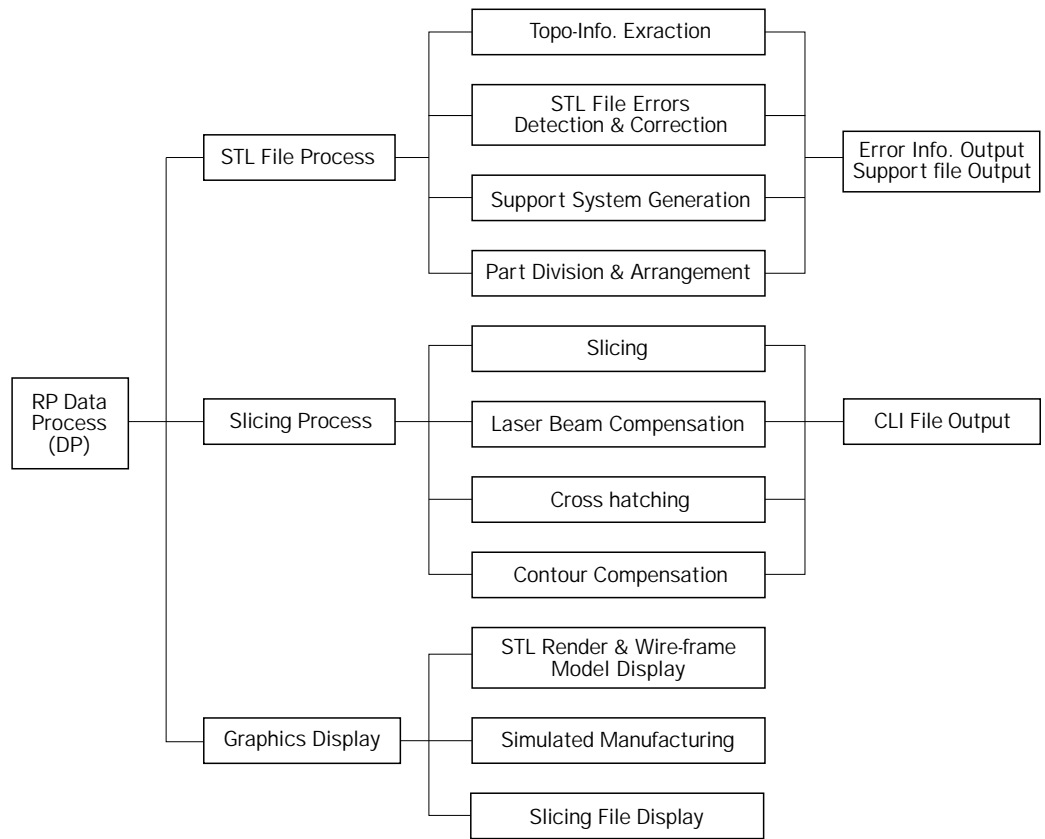 Topo-Info. Exraction
STL File Errors
Detection & Correction
STL File Process
Error Info. Output
Support file Output
Support System Generation
Part Division & Arrangement
Slicing
RP Data
Process
(DP)
Slicing Process
Laser Beam Compensation
CLI File Output
Cross hatching
Contour Compensation
STL Render & Wire-frame
Model Display
Graphics Display
Simulated Manufacturing
Slicing File Display